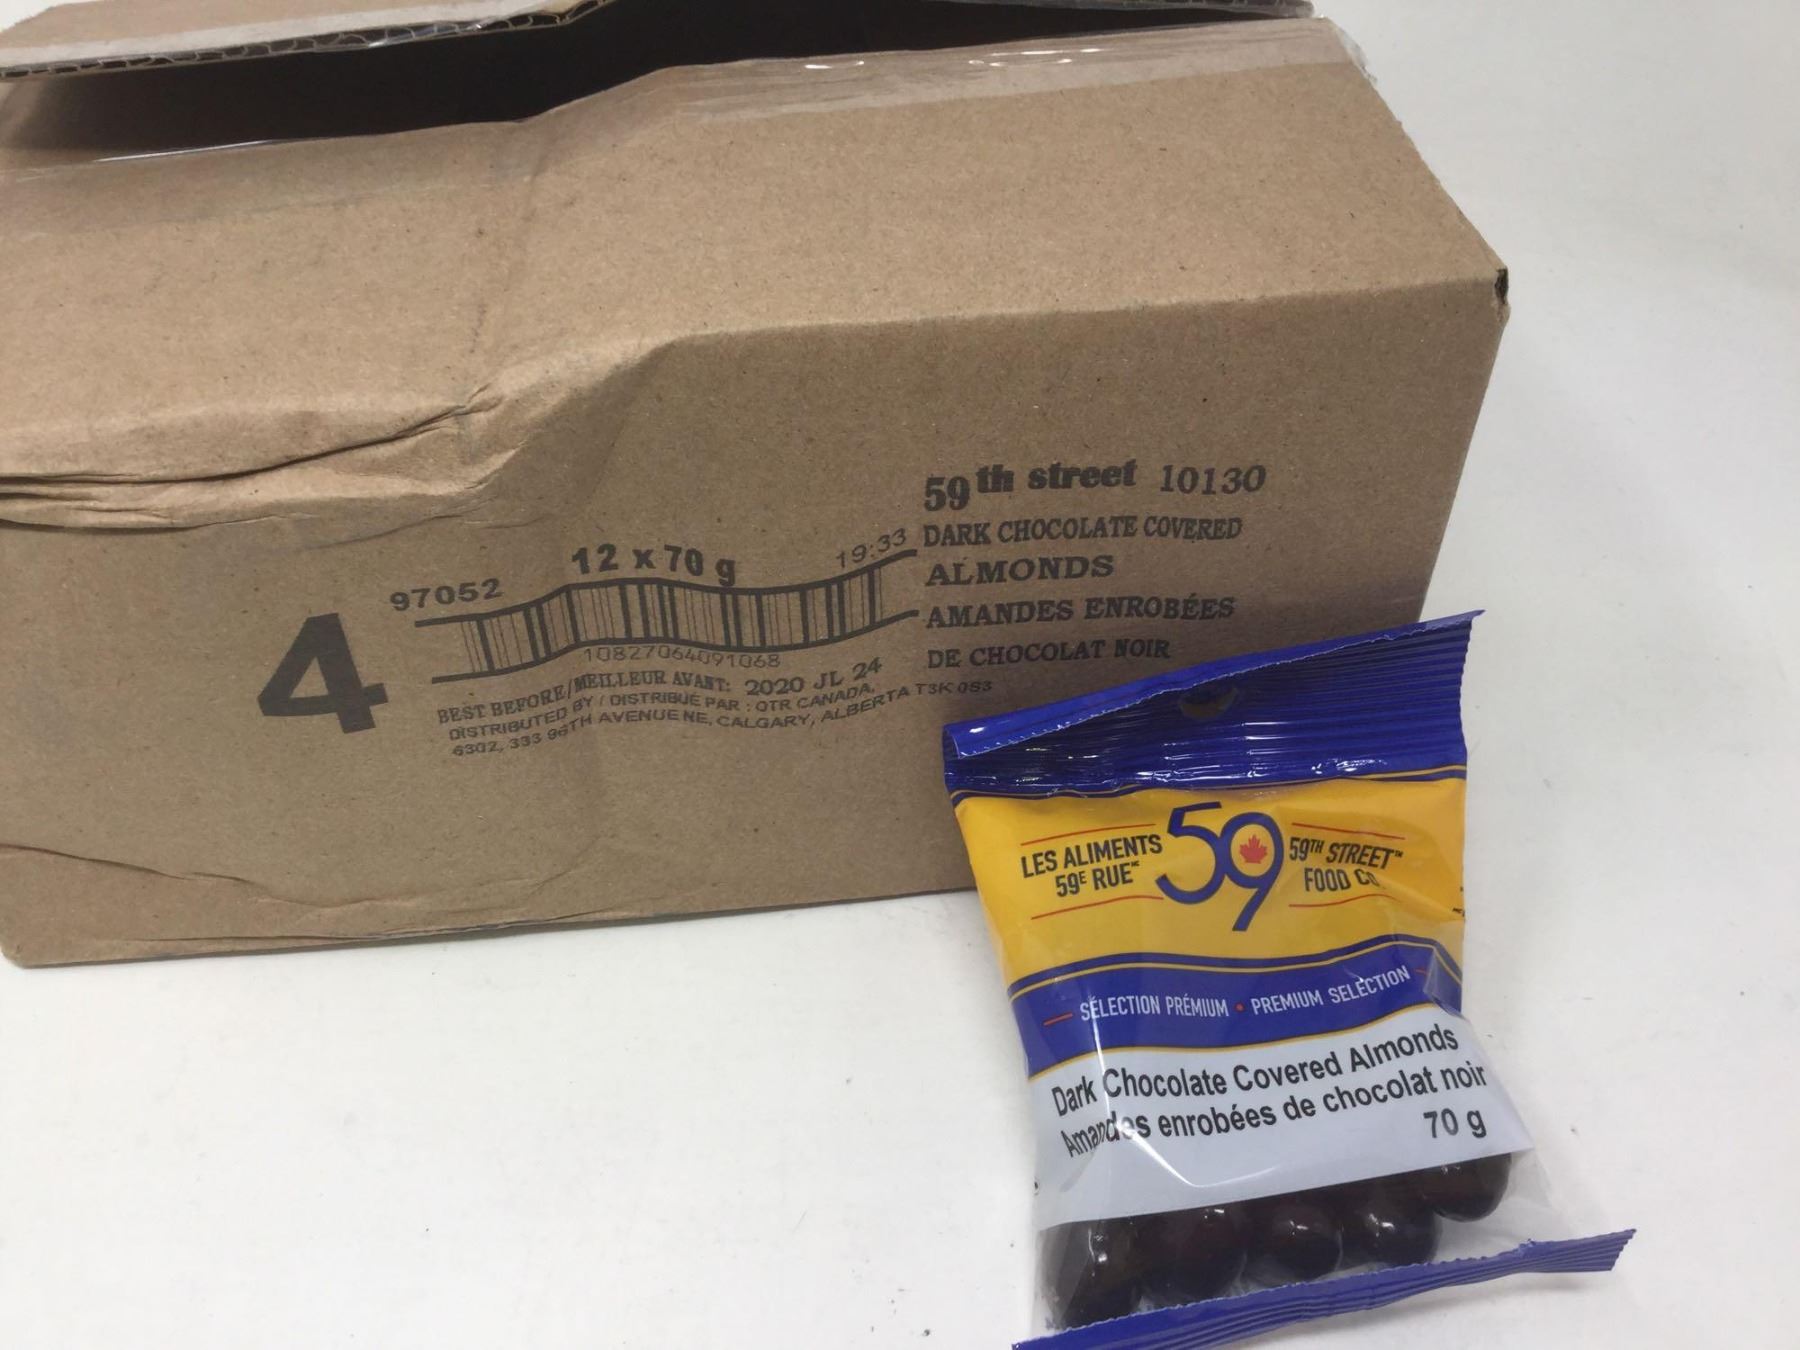 59th street 10130
DARK CHOCOLATE COVERED
ALMONDS
AMANDES ENROBÉES
DE CHOCOLAT NOIR
4
97052
12 x 70 g
19:33
10827064091068
BEST BEFORE/MEILLEUR AVANT: 2020 JL 24
DISTRIBUTED BY / DISTRIBUÉ PAR : OTR CANADA,
6302, 333 96TH AVENUE NE, CALGARY, ALBERTA T3K 0S3
LES ALIMENTS
59E RUE
59
59TH STREET™
FOOD CO
SÉLECTION PRÉMIUM • PREMIUM SELECTION
Dark Chocolate Covered Almonds
Amandes enrobées de chocolat noir
70 g